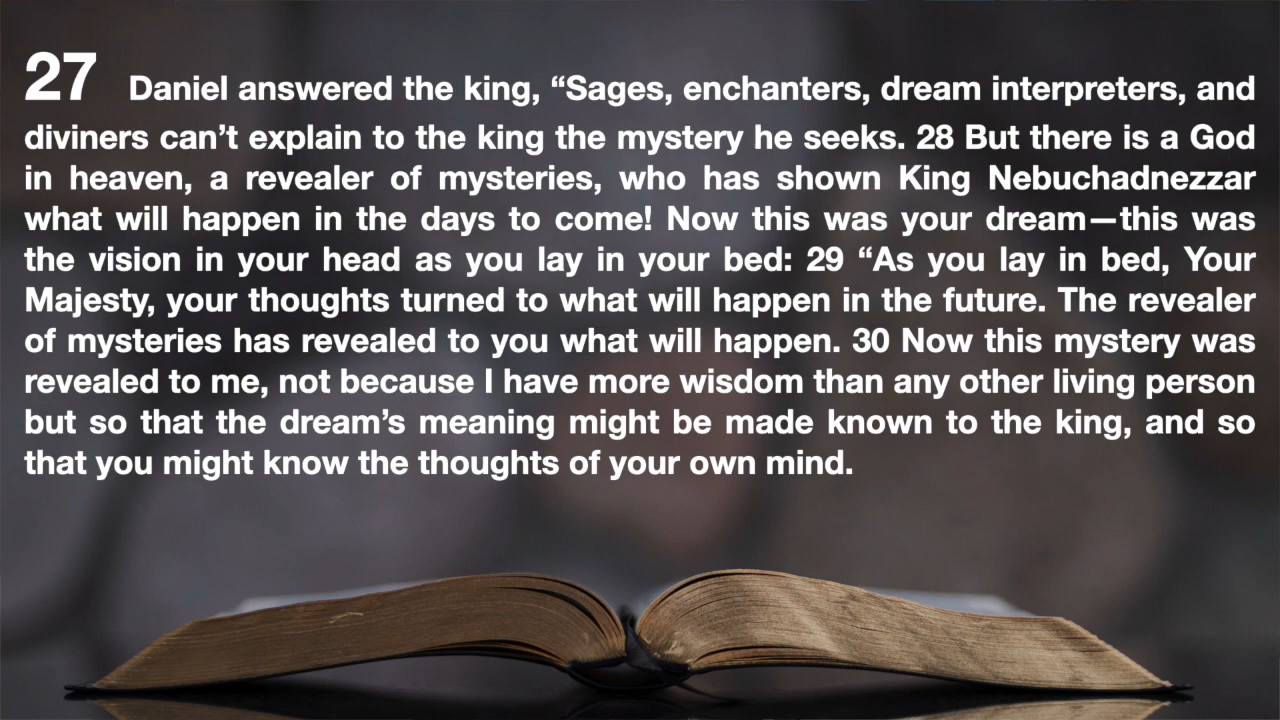 27 Daniel answered the king, “Sages, enchanters, dream interpreters, and
diviners can’t explain to the king the mystery he seeks. 28 But there is a God
in heaven, a revealer of mysteries, who has shown King Nebuchadnezzar
what will happen in the days to come! Now this was your dream—this was
the vision in your head as you lay in your bed: 29 “As you lay in bed, Your
Majesty, your thoughts turned to what will happen in the future. The revealer
of mysteries has revealed to you what will happen. 30 Now this mystery was
revealed to me, not because I have more wisdom than any other living person
but so that the dream’s meaning might be made known to the king, and so
that you might know the thoughts of your own mind.